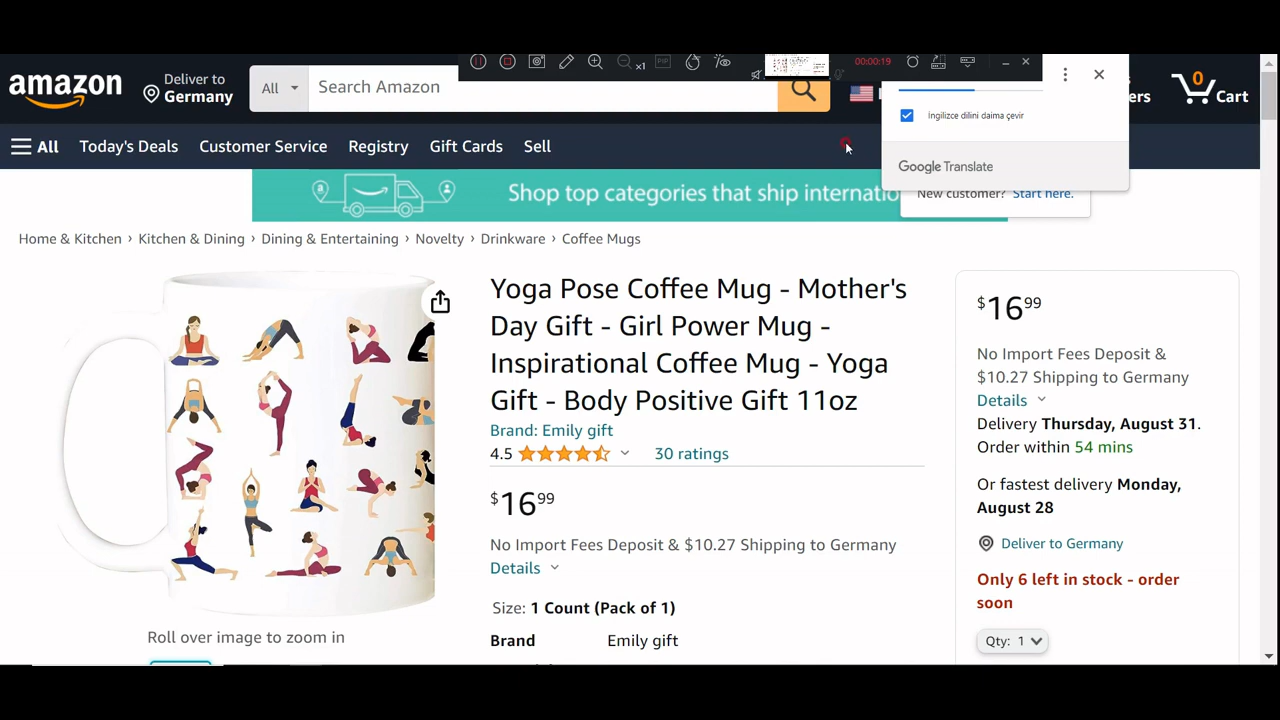 amazon
Deliver to
Germany
All
Search Amazon
x1
PIP
00:00:19
0
Cart
ers
İngilizce dilini daima çevir
Google Translate
All
Today's Deals
Customer Service
Registry
Gift Cards
Sell
New customer? Start here.
Shop top categories that ship internatio
Home & Kitchen › Kitchen & Dining › Dining & Entertaining › Novelty › Drinkware › Coffee Mugs
Yoga Pose Coffee Mug - Mother's
Day Gift - Girl Power Mug -
Inspirational Coffee Mug - Yoga
Gift - Body Positive Gift 11oz
Brand: Emily gift
4.5
30 ratings
$16.99
No Import Fees Deposit & $10.27 Shipping to Germany
Details
Size: 1 Count (Pack of 1)
Brand Emily gift
Roll over image to zoom in
$16.99
No Import Fees Deposit &
$10.27 Shipping to Germany
Details
Delivery Thursday, August 31.
Order within 54 mins
Or fastest delivery Monday,
August 28
Deliver to Germany
Only 6 left in stock - order
soon
Qty: 1